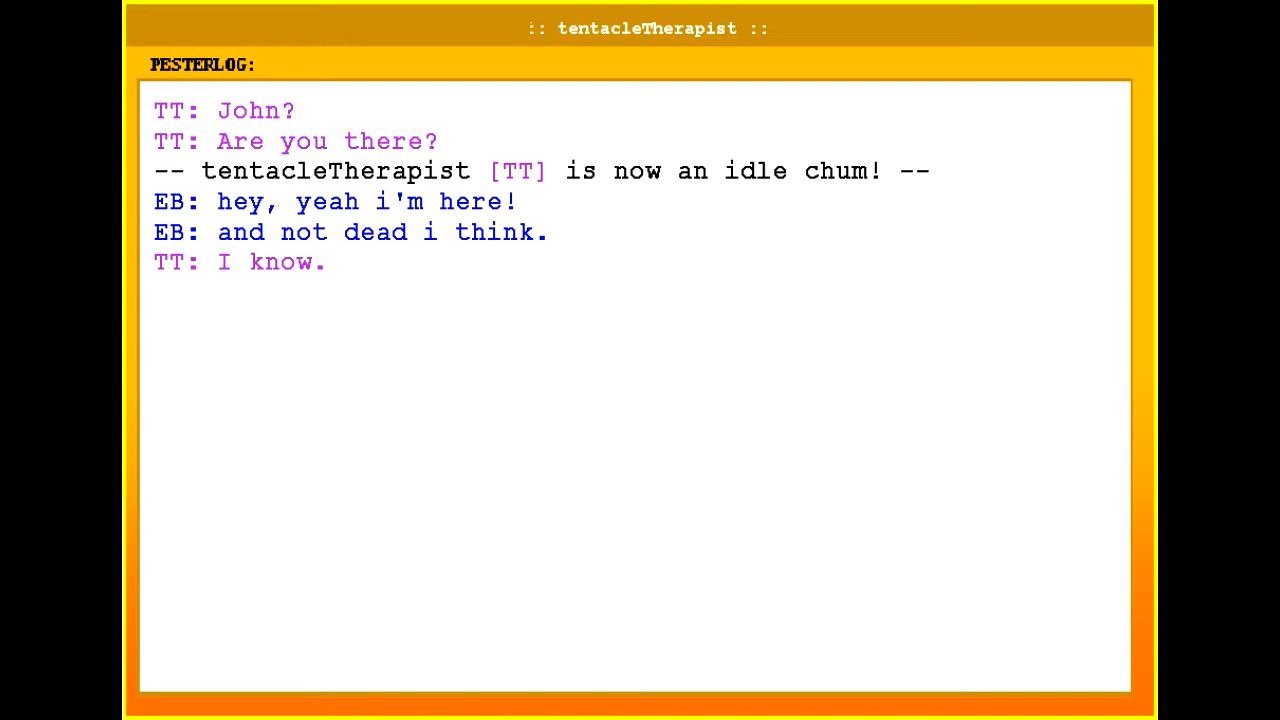 :: tentacleTherapist ::
PESTERLOG:
TT: John?
TT: Are you there?
-- tentacleTherapist [TT] is now an idle chum! --
EB: hey, yeah i'm here!
EB: and not dead i think.
TT: I know.